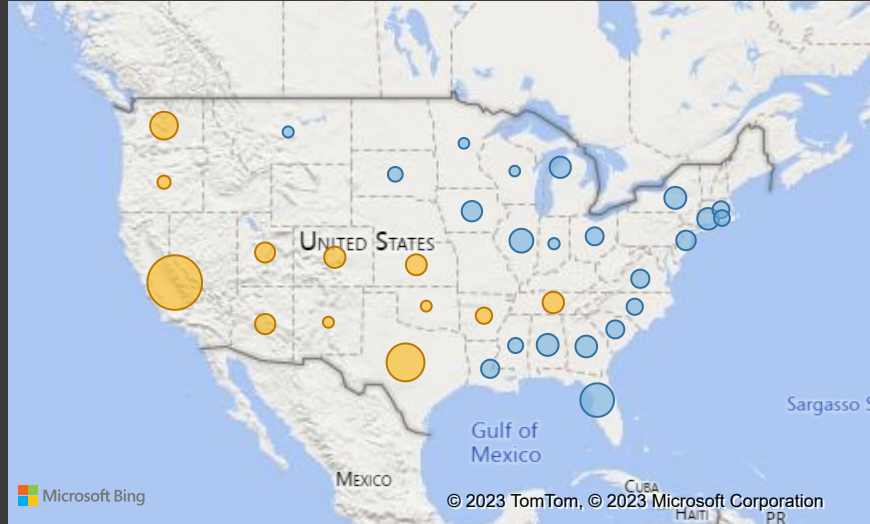 UNITED STATES
Sargasso S
Gulf of
Mexico
MEXICO
CUBA
Microsoft Bing
© 2023 TomTom, © 2023 Microsoft Corporation
HAITI
PR